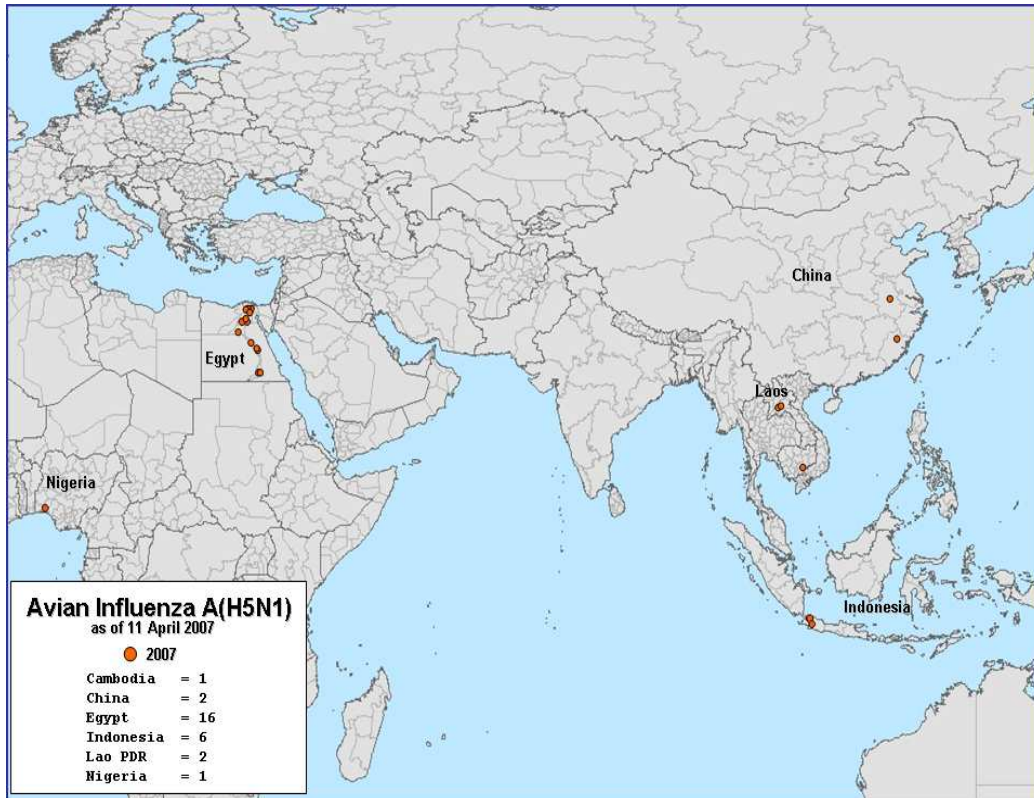 China
Egypt
Laos
Nigeria
Indonesia
Avian Influenza A(H5N1)
as of 11 April 2007
2007
Cambodia = 1
China = 2
Egypt = 16
Indonesia = 6
Lao PDR = 2
Nigeria = 1